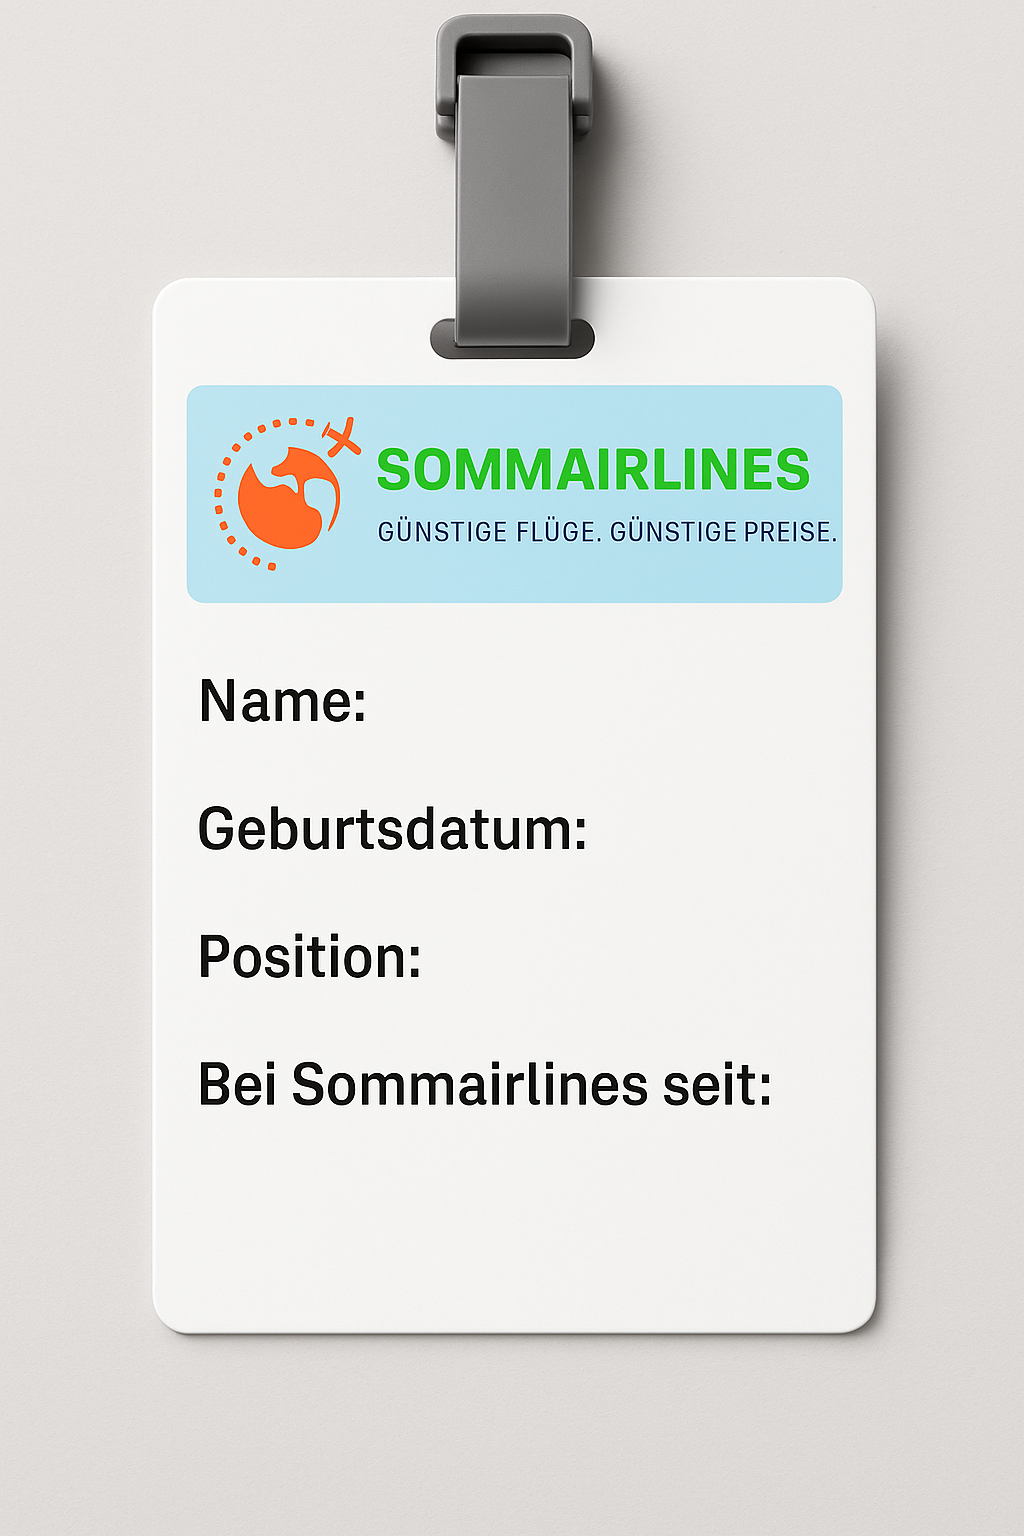 SOMMAIRLINES
GÜNSTIGE FLÜGE. GÜNSTIGE PREISE.
Name:
Geburtsdatum:
Position:
Bei Sommairlines seit: